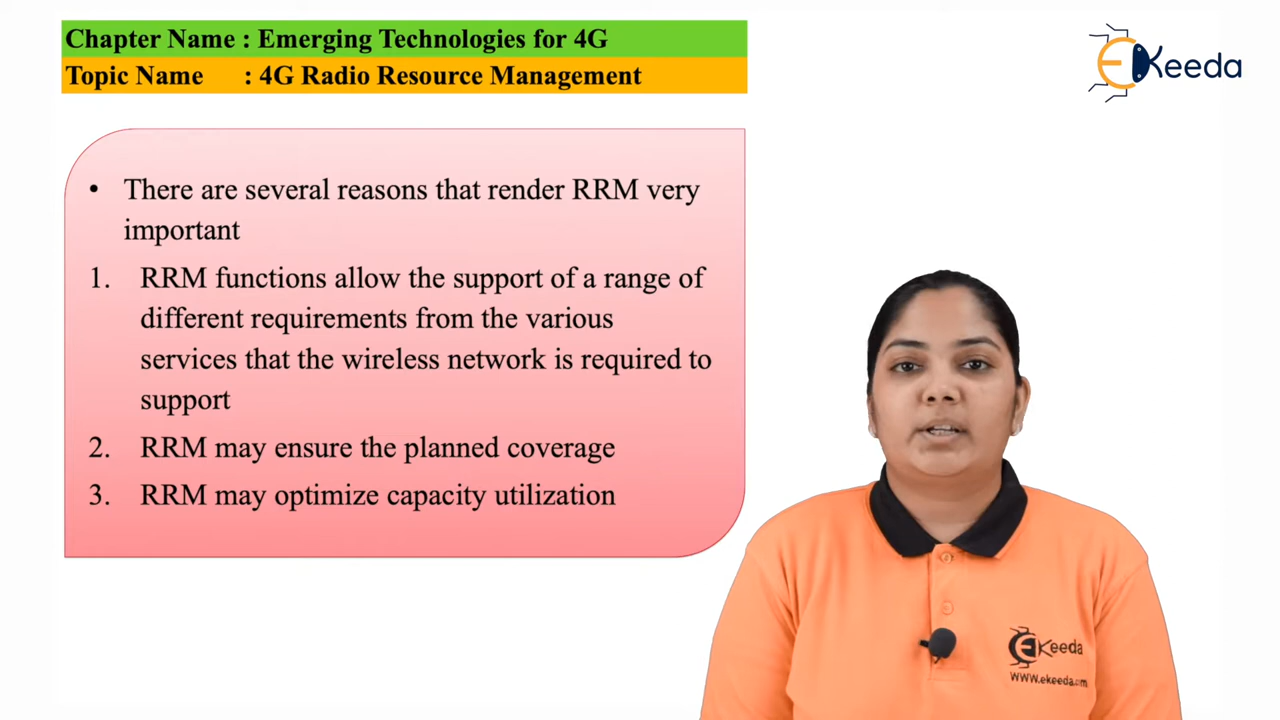 Chapter Name : Emerging Technologies for 4G
Topic Name : 4G Radio Resource Management
EKeeda
• There are several reasons that render RRM very
important
1. RRM functions allow the support of a range of
different requirements from the various
services that the wireless network is required to
support
2. RRM may ensure the planned coverage
3. RRM may optimize capacity utilization
EKeeda
WWW.ekeeda.com